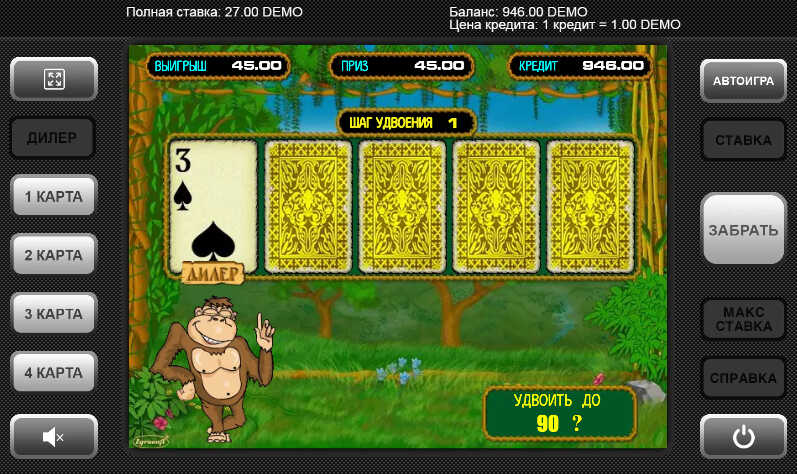 Полная ставка: 27.00 DEMO
Баланс: 946.00 DEMO
Цена кредита: 1 кредит = 1.00 DEMO
ВЫИГРЫШ 45.00
ПРИЗ 45.00
КРЕДИТ 946.00
АВТОИГРА
ШАГ УДВОЕНИЯ 1
ДИЛЕР
СТАВКА
3
1 КАРТА
2 КАРТА
ЗАБРАТЬ
ДИЛЕР
3 КАРТА
МАКС
СТАВКА
4 КАРТА
СПРАВКА
УДВОИТЬ ДО
90 ?
Igrosoft